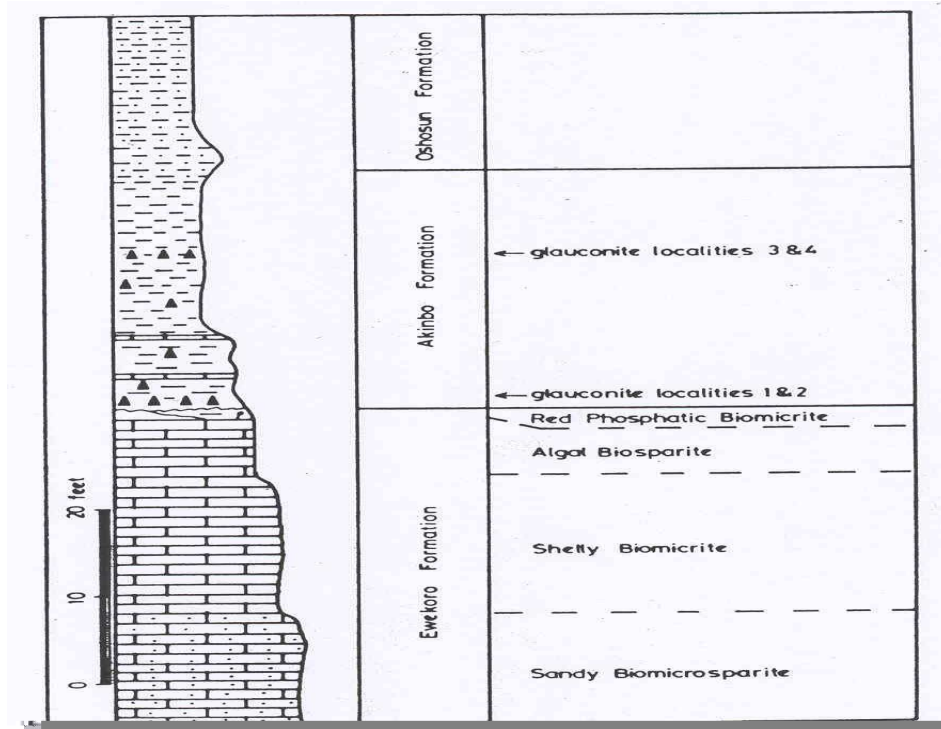 Oshosun Formation
Akinbo Formation
glauconite localities 3&4
glauconite localities 1&2
Red Phosphatic Biomicrite
Algal Biosparite
20 feet
10
0
Ewekoro Formation
Shelly Biomicrite
Sandy Biomicrosparite